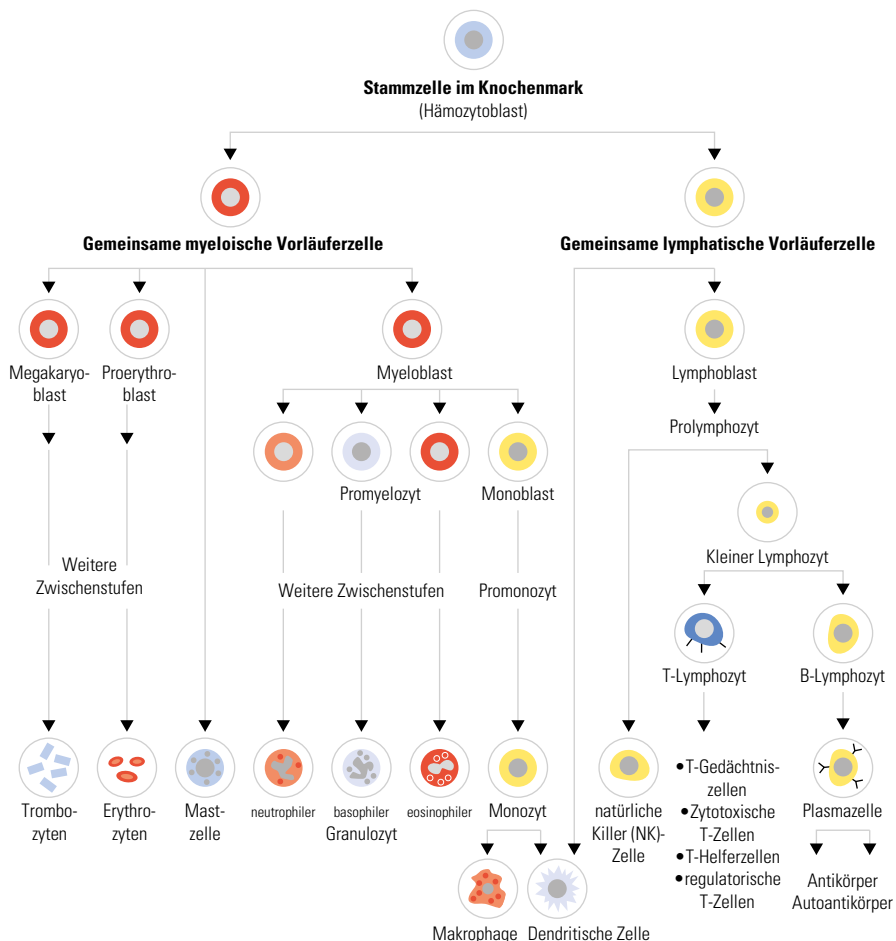 Stammzelle im Knochenmark
(Hämozytoblast)
Gemeinsame myeloische Vorläuferzelle
Gemeinsame lymphatische Vorläuferzelle
Megakaryo-
blast
Proerythro-
blast
Myeloblast
Lymphoblast
Prolymphozyt
Promyelozyt
Monoblast
Kleiner Lymphozyt
Weitere
Zwischenstufen
Weitere Zwischenstufen
Promonozyt
T-Lymphozyt
B-Lymphozyt
Trombo-
zyten
Erythro-
zyten
Mast-
zelle
neutrophiler
basophiler
eosinophiler
Granulozyt
Monozyt
natürliche
Killer (NK)-
Zelle
•T-Gedächtnis-
zellen
•Zytotoxische
T-Zellen
•T-Helferzellen
•regulatorische
T-Zellen
Plasmazelle
Antikörper
Autoantikörper
Makrophage
Dendritische Zelle